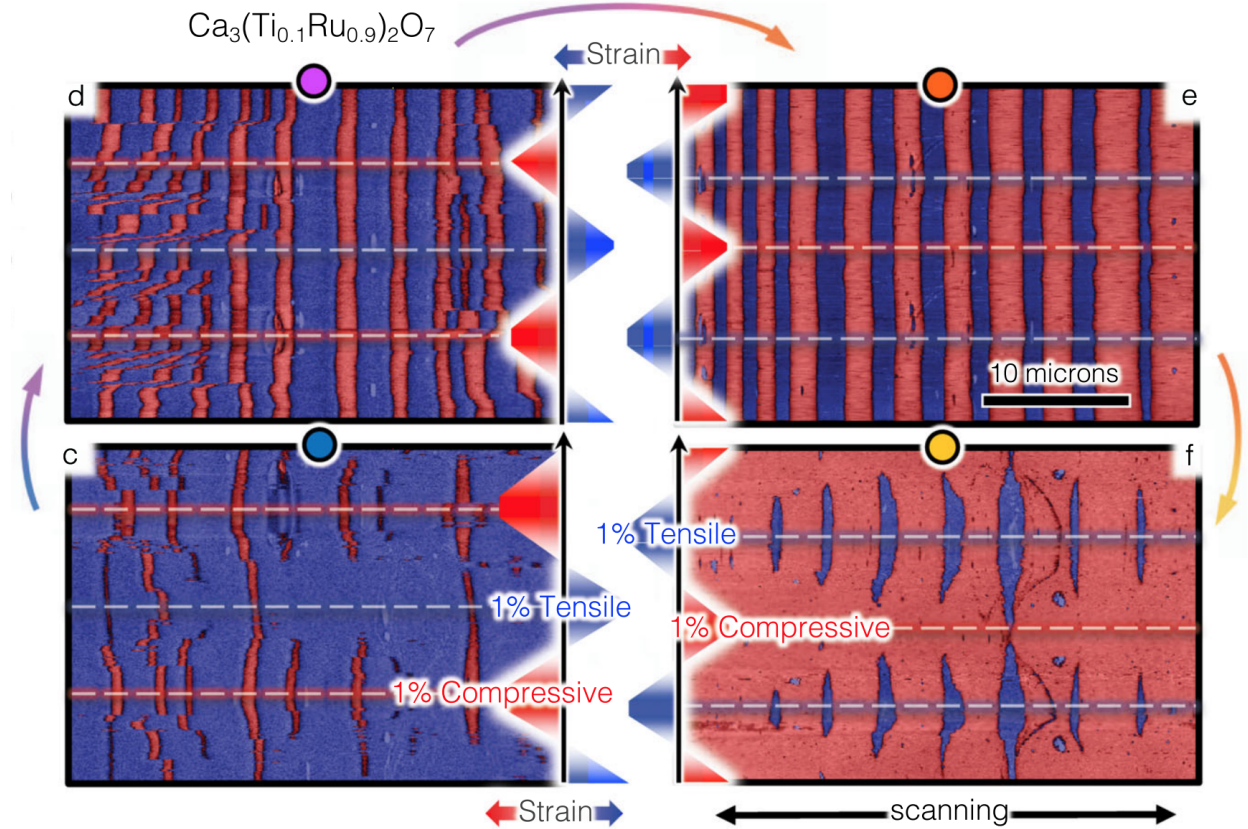 Ca₃(Ti₀.₁Ru₀.₉)₂O₇
Strain
d
e
10 microns
c
f
1% Tensile
1% Tensile
1% Compressive
1% Compressive
Strain
scanning